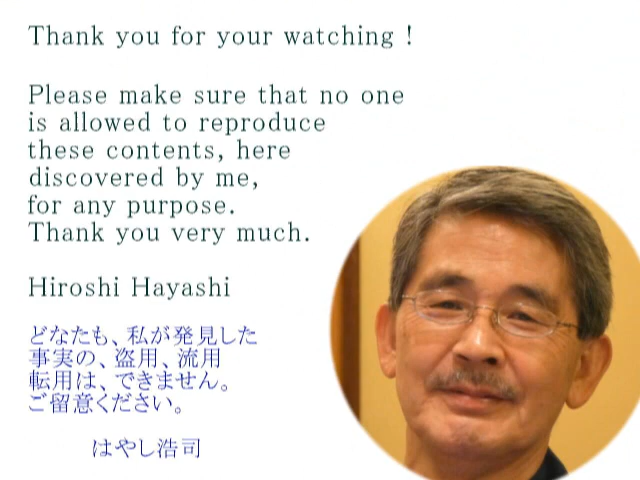 Thank you for your watching !
Please make sure that no one
is allowed to reproduce
these contents, here
discovered by me,
for any purpose.
Thank you very much.
Hiroshi Hayashi
どなたも、私が発見した
事実の、盗用、流用
転用は、できません。
ご留意ください。
はやし浩司